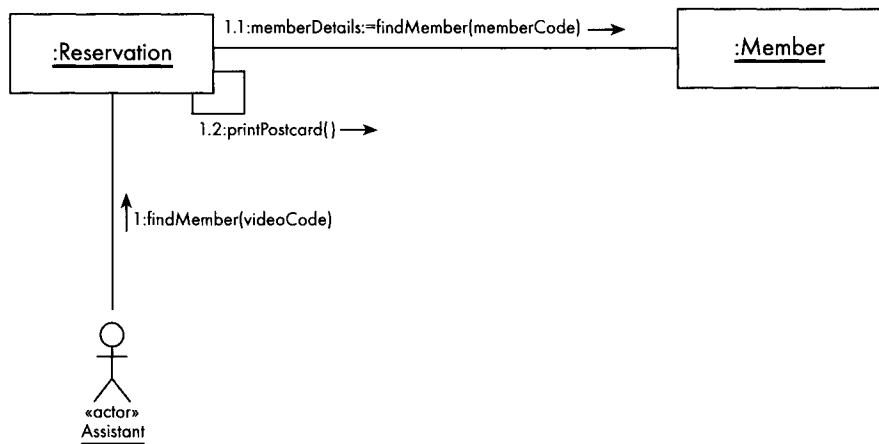 1.1:memberDetails:=findMember(memberCode)
:Reservation
:Member
1.2:printPostcard()
1:findMember(videoCode)
«actor»
Assistant